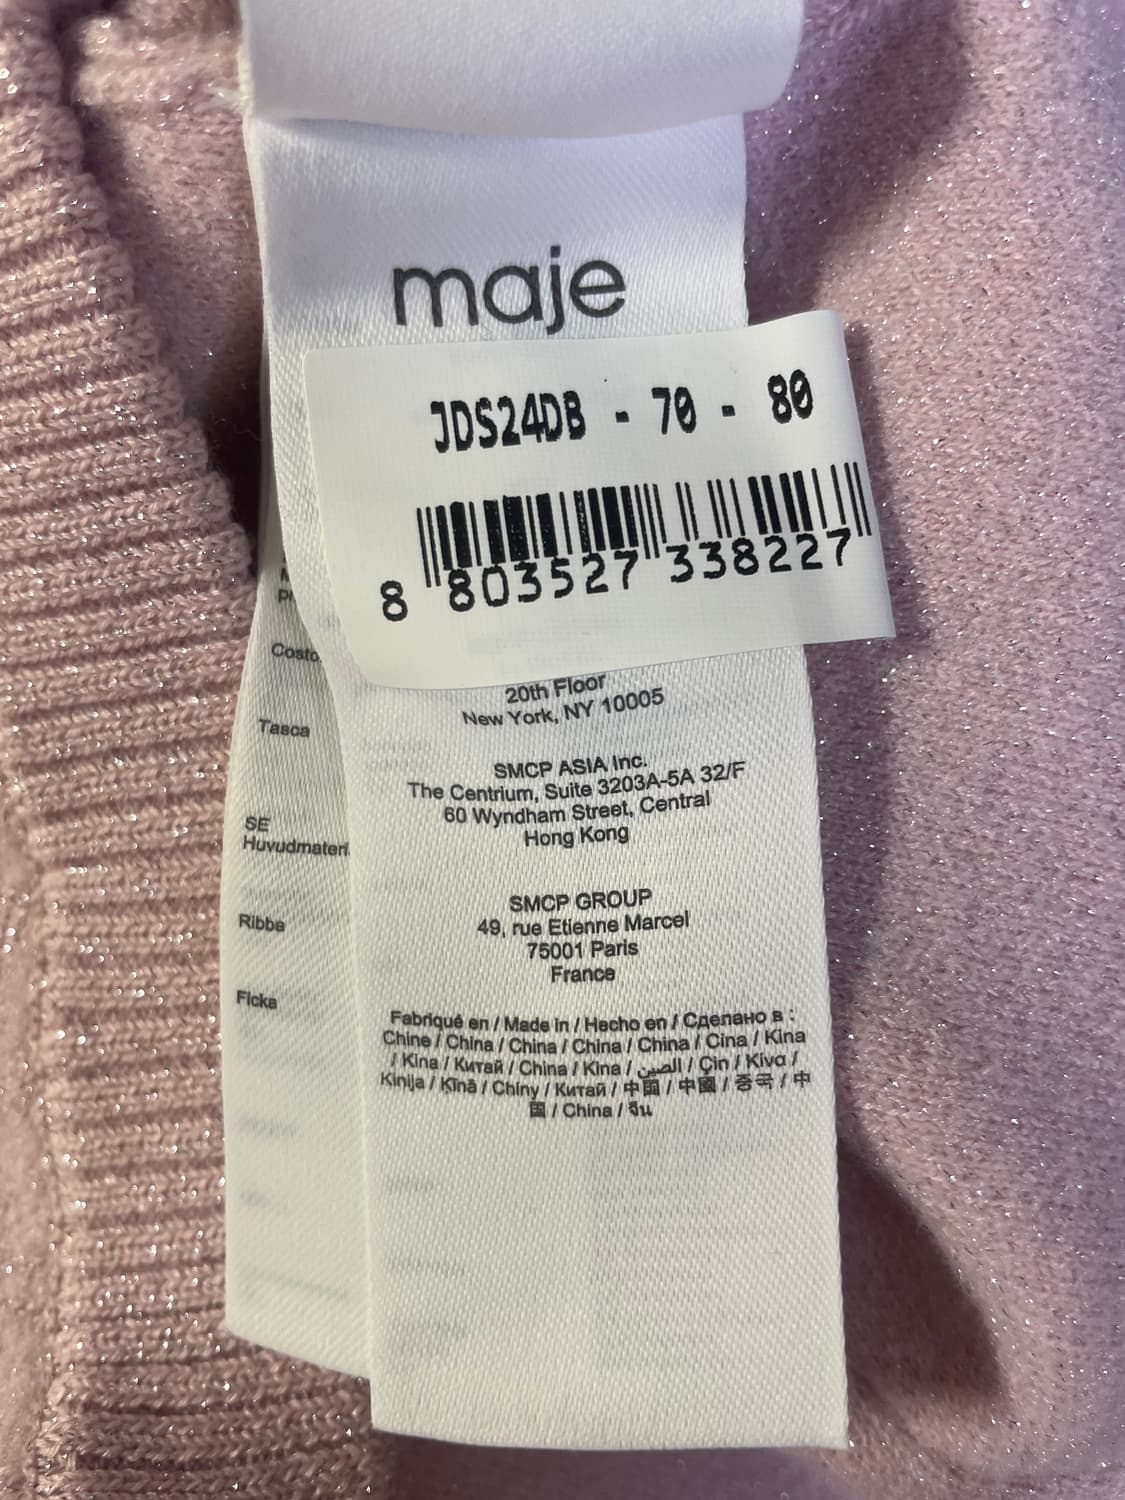 maje
JDS24DB - 70 - 80
8 803527 338227
20th Floor
New York, NY 10005
SMCP ASIA Inc.
The Centrium, Suite 3203A-5A 32/F
60 Wyndham Street, Central
Hong Kong
SMCP GROUP
49, rue Etienne Marcel
75001 Paris
France
Fabriqué en / Made in / Hecho en / Сделано в :
Chine / China / China / China / China / Cina / Kina
/ Kina / Китай / China / Kina / الصين / Çin / Kiva /
Kinija / Ķīnā / Chiny / Китай / 中国 / 中國 / 중국 / 中
国 / China / จีน
Costo
Tasca
SE
Huvudmateri
Ribba
Ficka